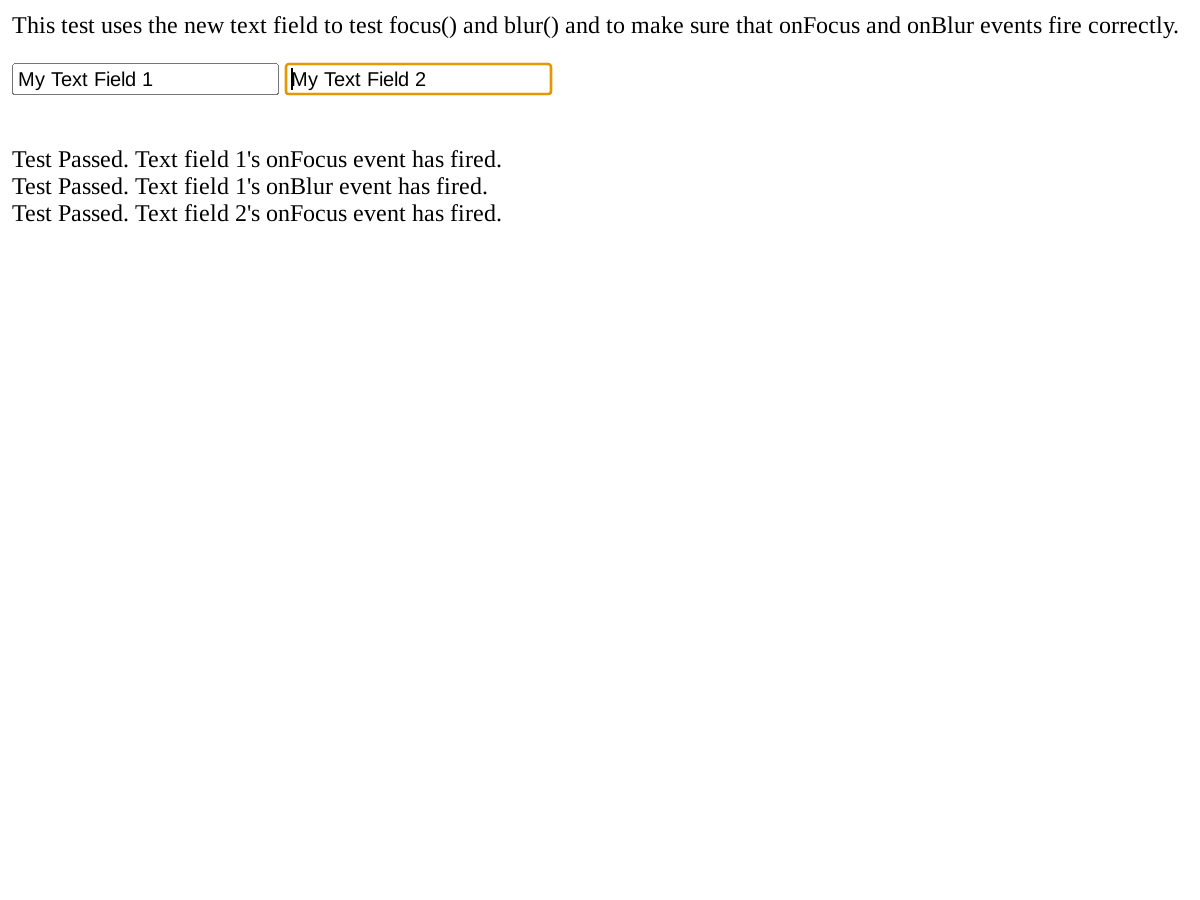 This test uses the new text field to test focus() and blur() and to make sure that onFocus and onBlur events fire correctly.
My Text Field 1 My Text Field 2
Test Passed. Text field 1's onFocus event has fired.
Test Passed. Text field 1's onBlur event has fired.
Test Passed. Text field 2's onFocus event has fired.